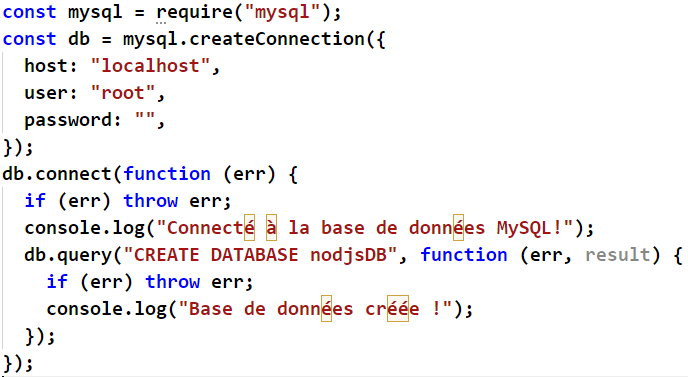 const mysql = require("mysql");
const db = mysql.createConnection({
  host: "localhost",
  user: "root",
  password: "",
});
db.connect(function (err) {
  if (err) throw err;
  console.log("Connecté à la base de données MySQL!");
  db.query("CREATE DATABASE nodjsDB", function (err, result) {
    if (err) throw err;
    console.log("Base de données créée !");
  });
});